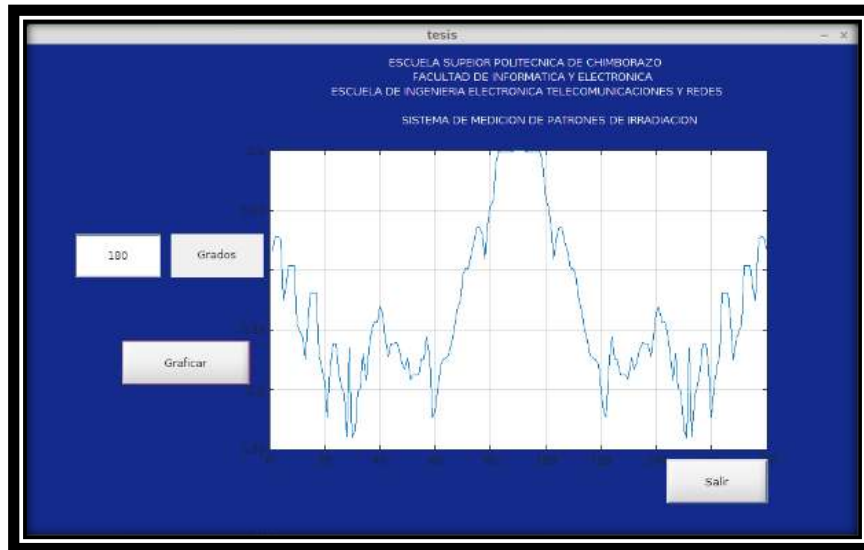 tesis
ESCUELA SUPEIOR POLITECNICA DE CHIMBORAZO
FACULTAD DE INFORMATICA Y ELECTRONICA
ESCUELA DE INGENIERIA ELECTRONICA TELECOMUNICACIONES Y REDES
SISTEMA DE MEDICION DE PATRONES DE IRRADIACION
180
Grados
Graficar
Salir